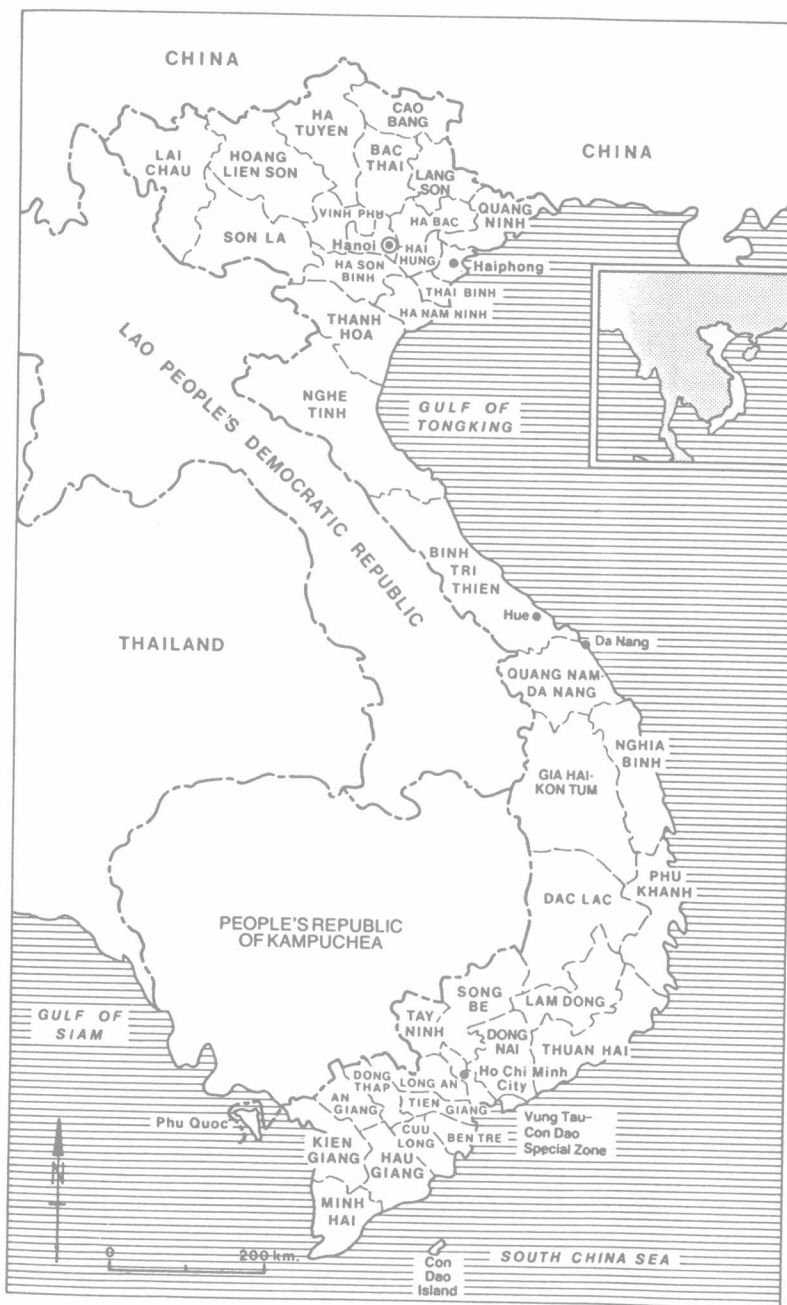 CHINA
CHINA
LAI
CHAU
HOANG
LIEN SON
HA
TUYEN
CAO
BANG
BAC
THAI
LANG
SON
QUANG
NINH
VINH PHU
HA BAC
SON LA
Hanoi
HAI
HUNG
Haiphong
HA SON
BINH
THAI BINH
HA NAM NINH
THANH
HOA
NGHE
TINH
GULF OF
TONGKING
LAO PEOPLE'S DEMOCRATIC REPUBLIC
BINH
TRI
THIEN
Hue
Da Nang
THAILAND
QUANG NAM-
DA NANG
NGHIA
BINH
GIA HAI-
KON TUM
PHU
KHANH
DAC LAC
PEOPLE'S REPUBLIC
OF KAMPUCHEA
SONG
BE
LAM DONG
TAY
NINH
DONG
NAI
THUAN HAI
GULF OF
SIAM
Ho Chi Minh
City
DONG
THAP
LONG AN
AN
GIANG
TIEN GIANG
Phu Quoc
KIEN
GIANG
CUU
LONG
BEN TRE
HAU
GIANG
Vung Tau–
Con Dao
Special Zone
MINH
HAI
N
0 200 km.
Con
Dao
Island
SOUTH CHINA SEA